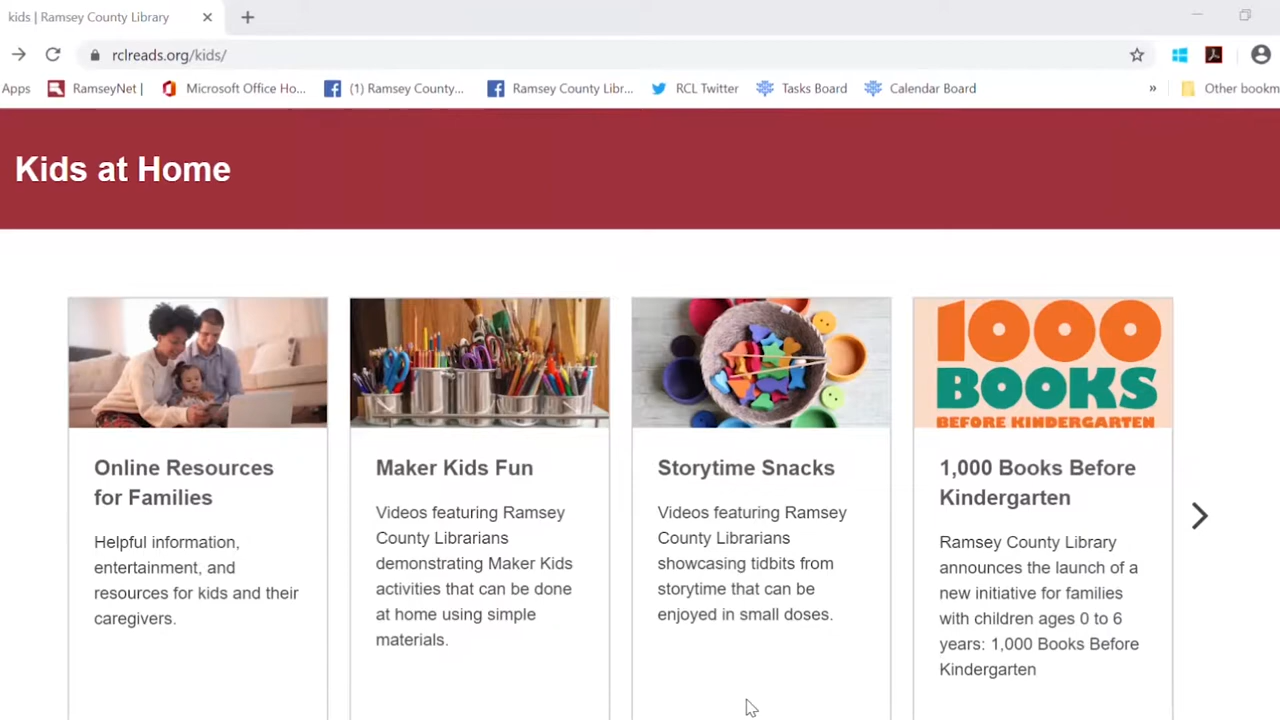 kids | Ramsey County Library
rclreads.org/kids/
Apps RamseyNet | Microsoft Office Ho... (1) Ramsey County... Ramsey County Libr... RCL Twitter Tasks Board Calendar Board » Other bookm
Kids at Home
1000
BOOKS
BEFORE KINDERGARTEN
Online Resources
for Families
Helpful information,
entertainment, and
resources for kids and their
caregivers.
Maker Kids Fun
Videos featuring Ramsey
County Librarians
demonstrating Maker Kids
activities that can be done
at home using simple
materials.
Storytime Snacks
Videos featuring Ramsey
County Librarians
showcasing tidbits from
storytime that can be
enjoyed in small doses.
1,000 Books Before
Kindergarten
Ramsey County Library
announces the launch of a
new initiative for families
with children ages 0 to 6
years: 1,000 Books Before
Kindergarten